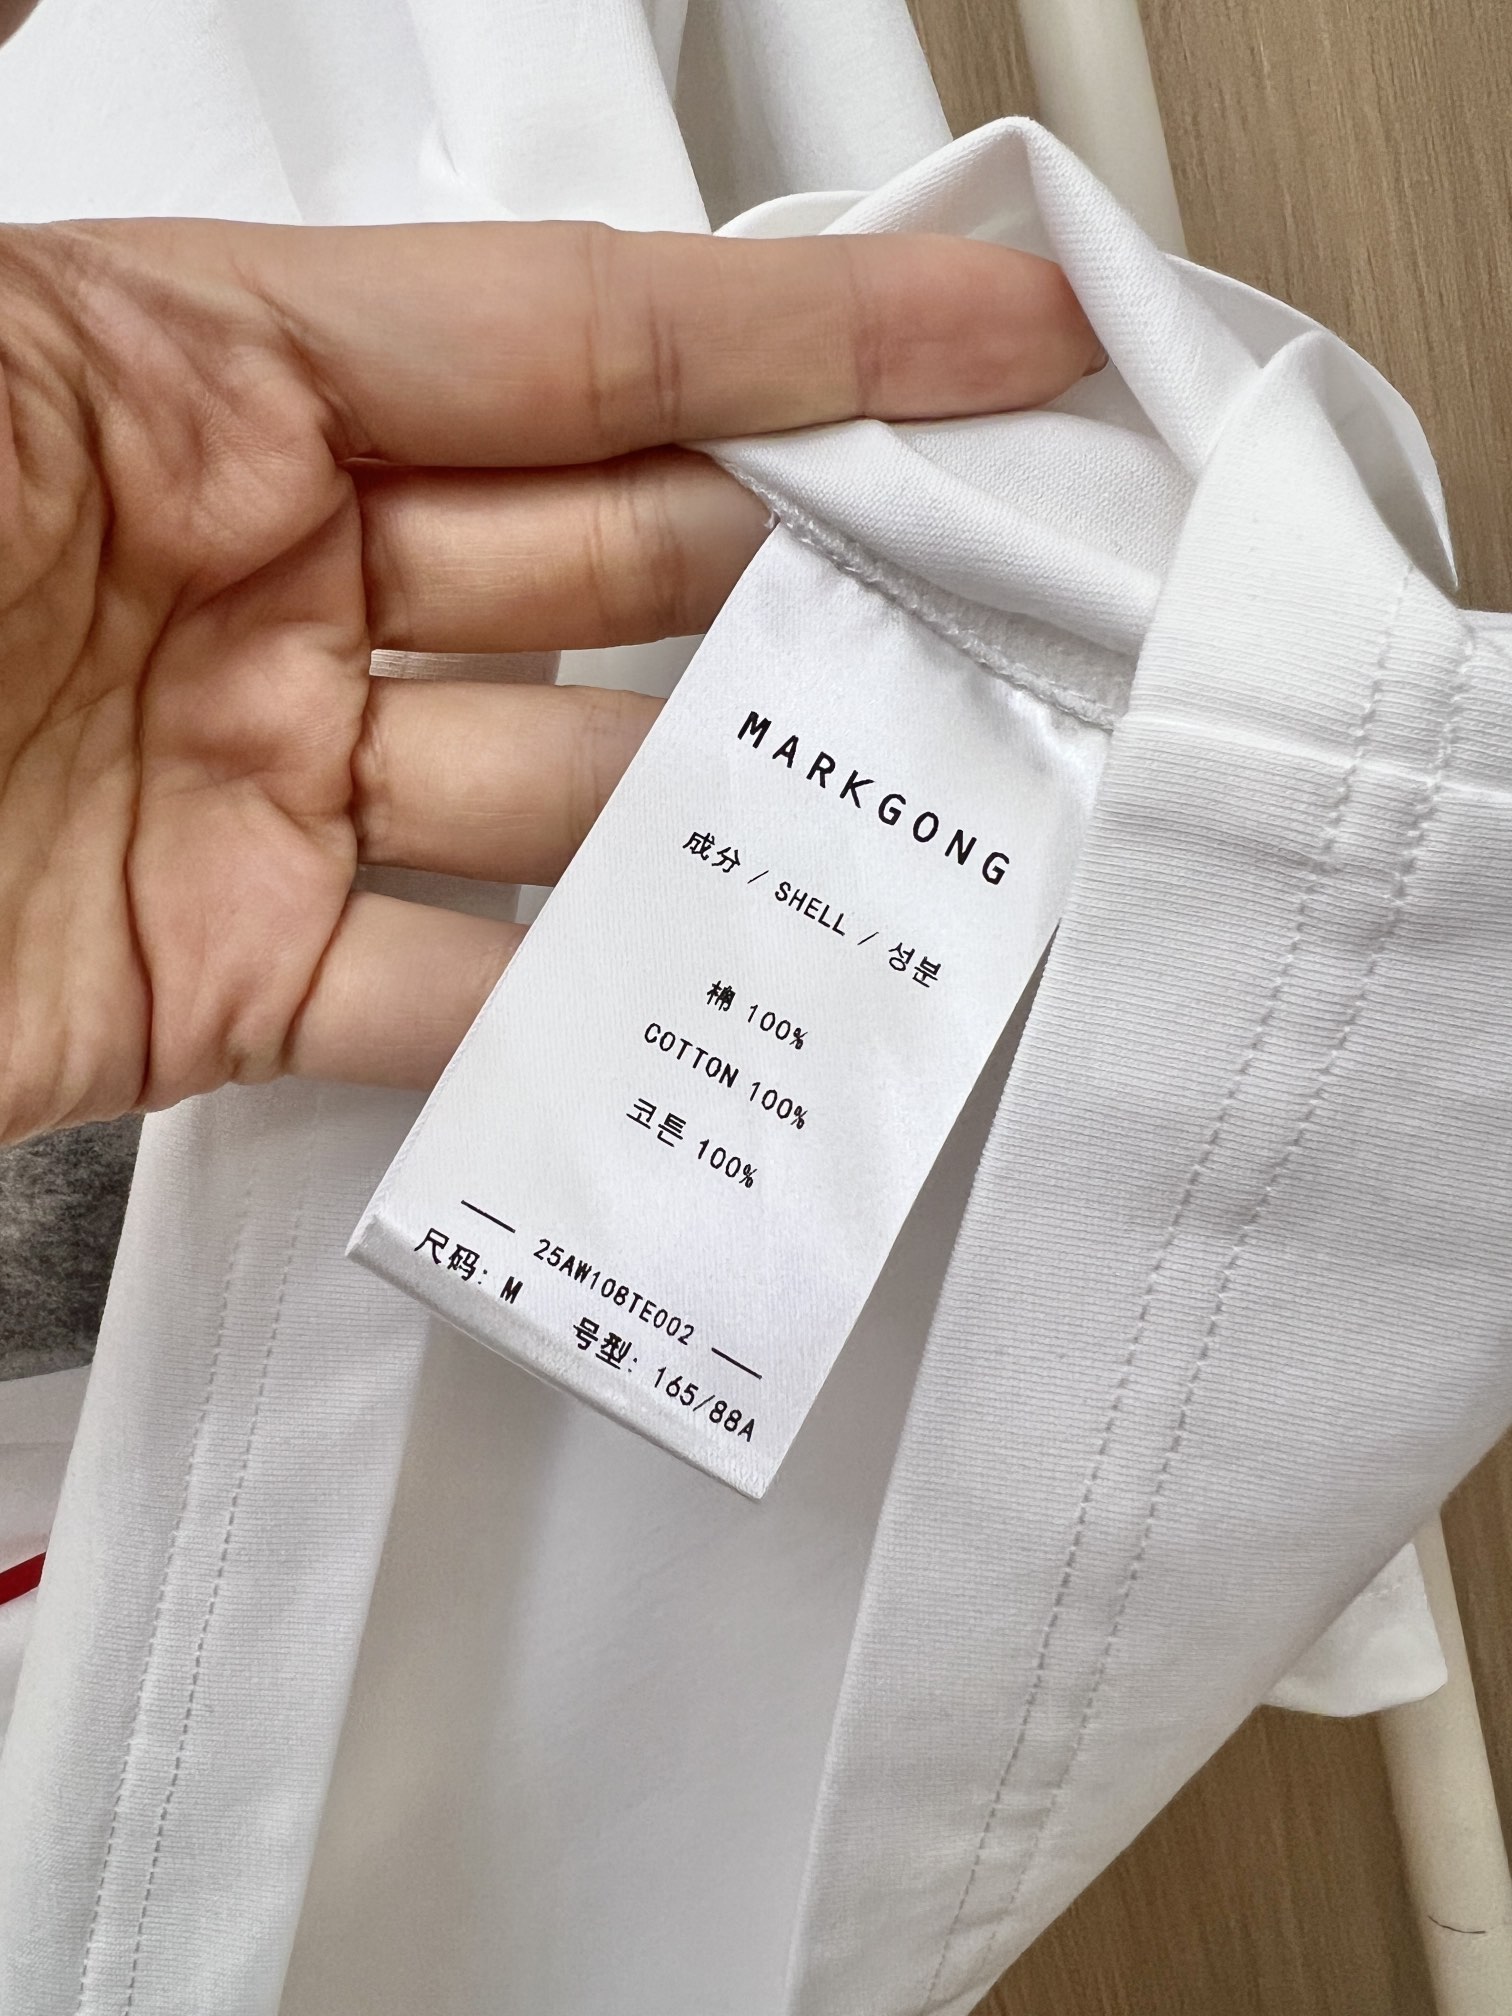 MARKGONG
成分 / SHELL / 성분
棉 100%
COTTON 100%
코튼 100%
25AW10BTE002
尺码: M 号型: 165/88A